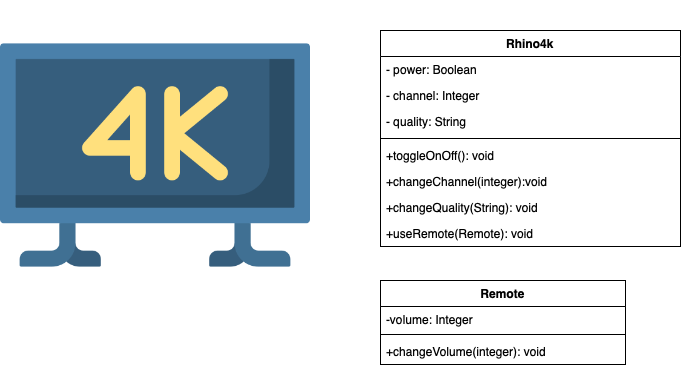 4K
Rhino4k
- power: Boolean
- channel: Integer
- quality: String
+toggleOnOff(): void
+changeChannel(integer):void
+changeQuality(String): void
+useRemote(Remote): void
Remote
-volume: Integer
+changeVolume(integer): void